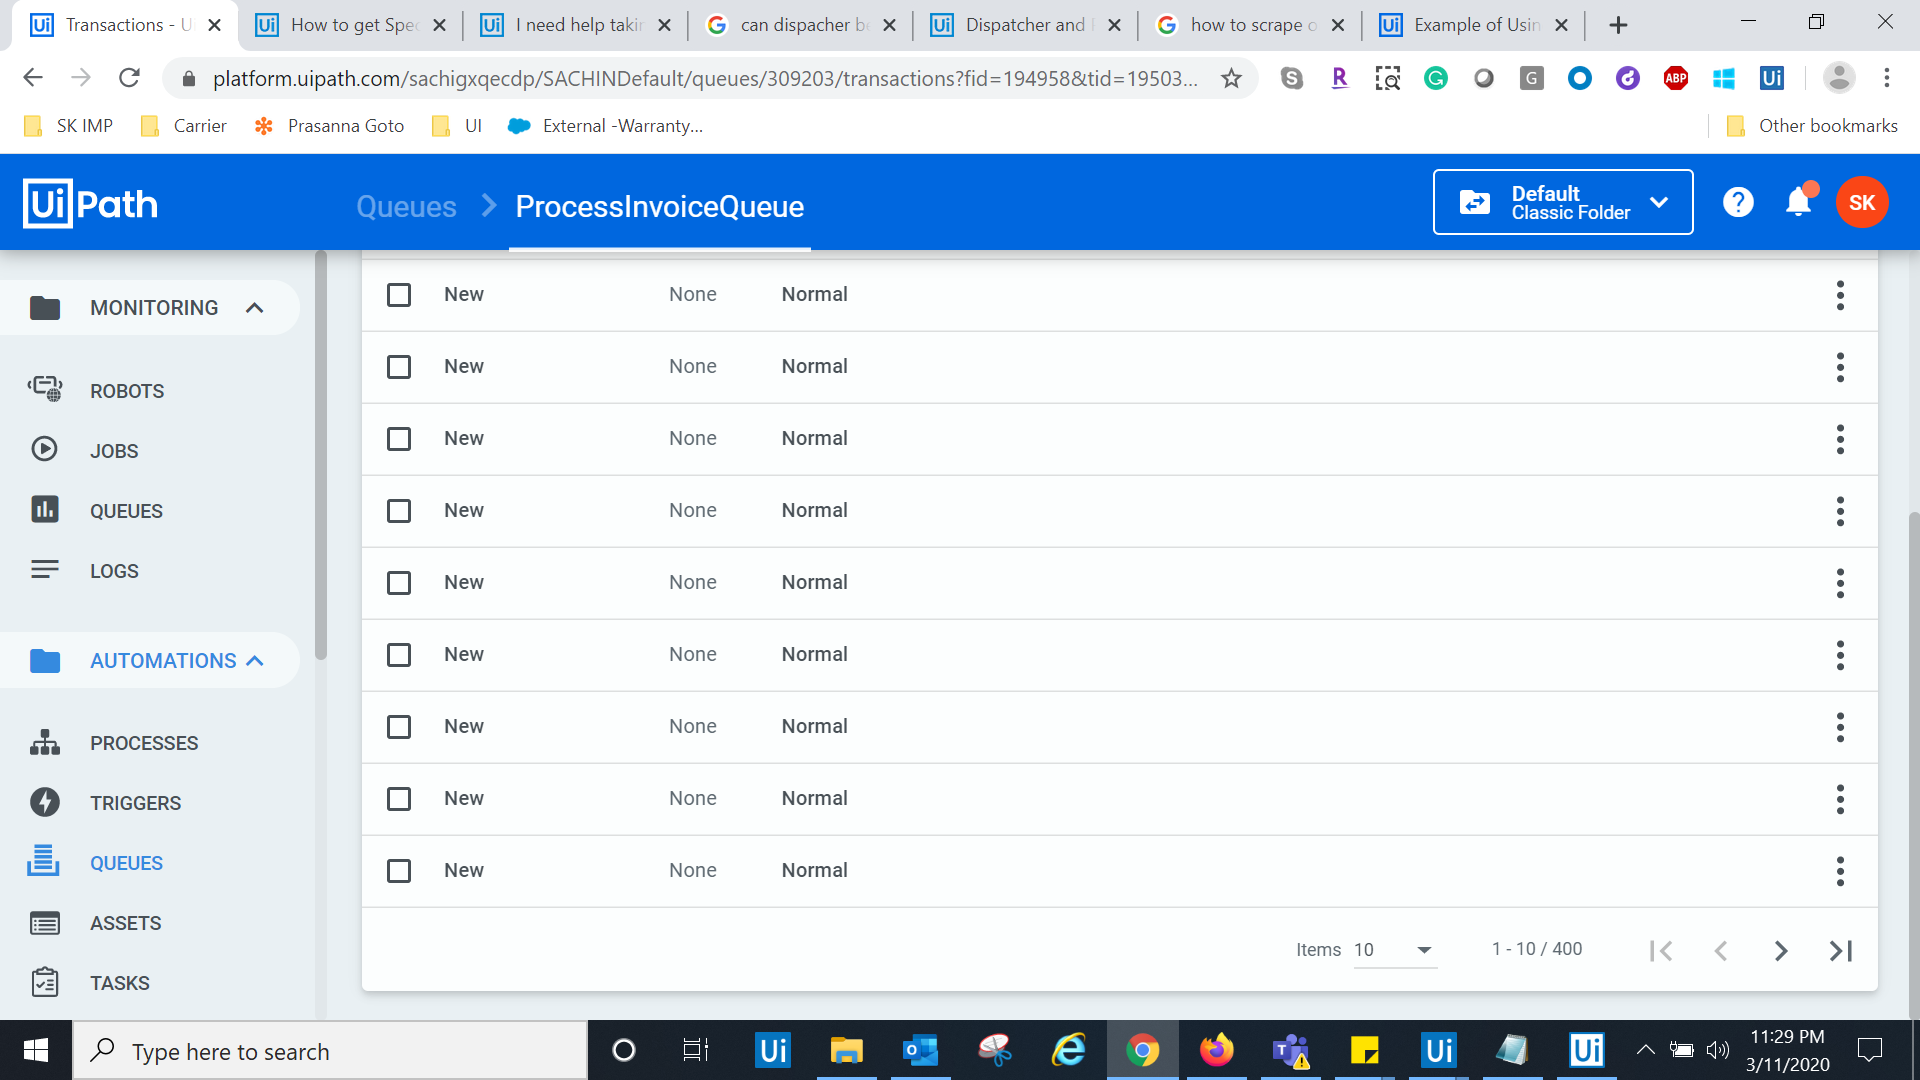 Transactions - U
How to get Spec
I need help takin
can dispacher be
Dispatcher and
how to scrape o
Example of Usin
platform.uipath.com/sachigxqecdp/SACHINDefault/queues/309203/transactions?fid=194958&tid=19503...
SK IMP
Carrier
Prasanna Goto
UI
External -Warranty...
Other bookmarks
UiPath
Queues
ProcessInvoiceQueue
Default
Classic Folder
SK
MONITORING
ROBOTS
JOBS
QUEUES
LOGS
AUTOMATIONS
PROCESSES
TRIGGERS
QUEUES
ASSETS
TASKS
New None Normal
New None Normal
New None Normal
New None Normal
New None Normal
New None Normal
New None Normal
New None Normal
New None Normal
Items 10 1 - 10 / 400
Type here to search
11:29 PM
3/11/2020